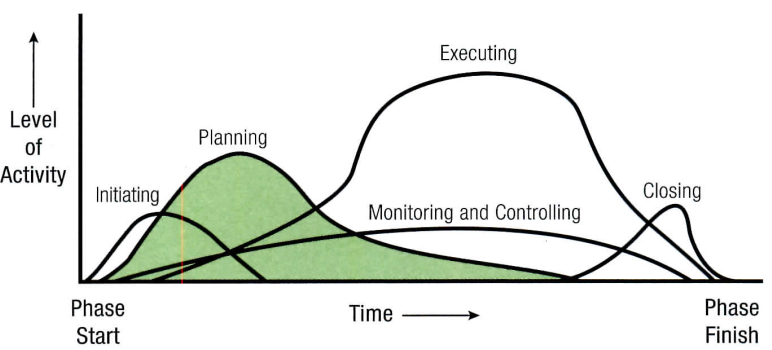 Executing
Planning
Level
of
Activity
Initiating
Closing
Monitoring and Controlling
Phase
Start
Time
Phase
Finish